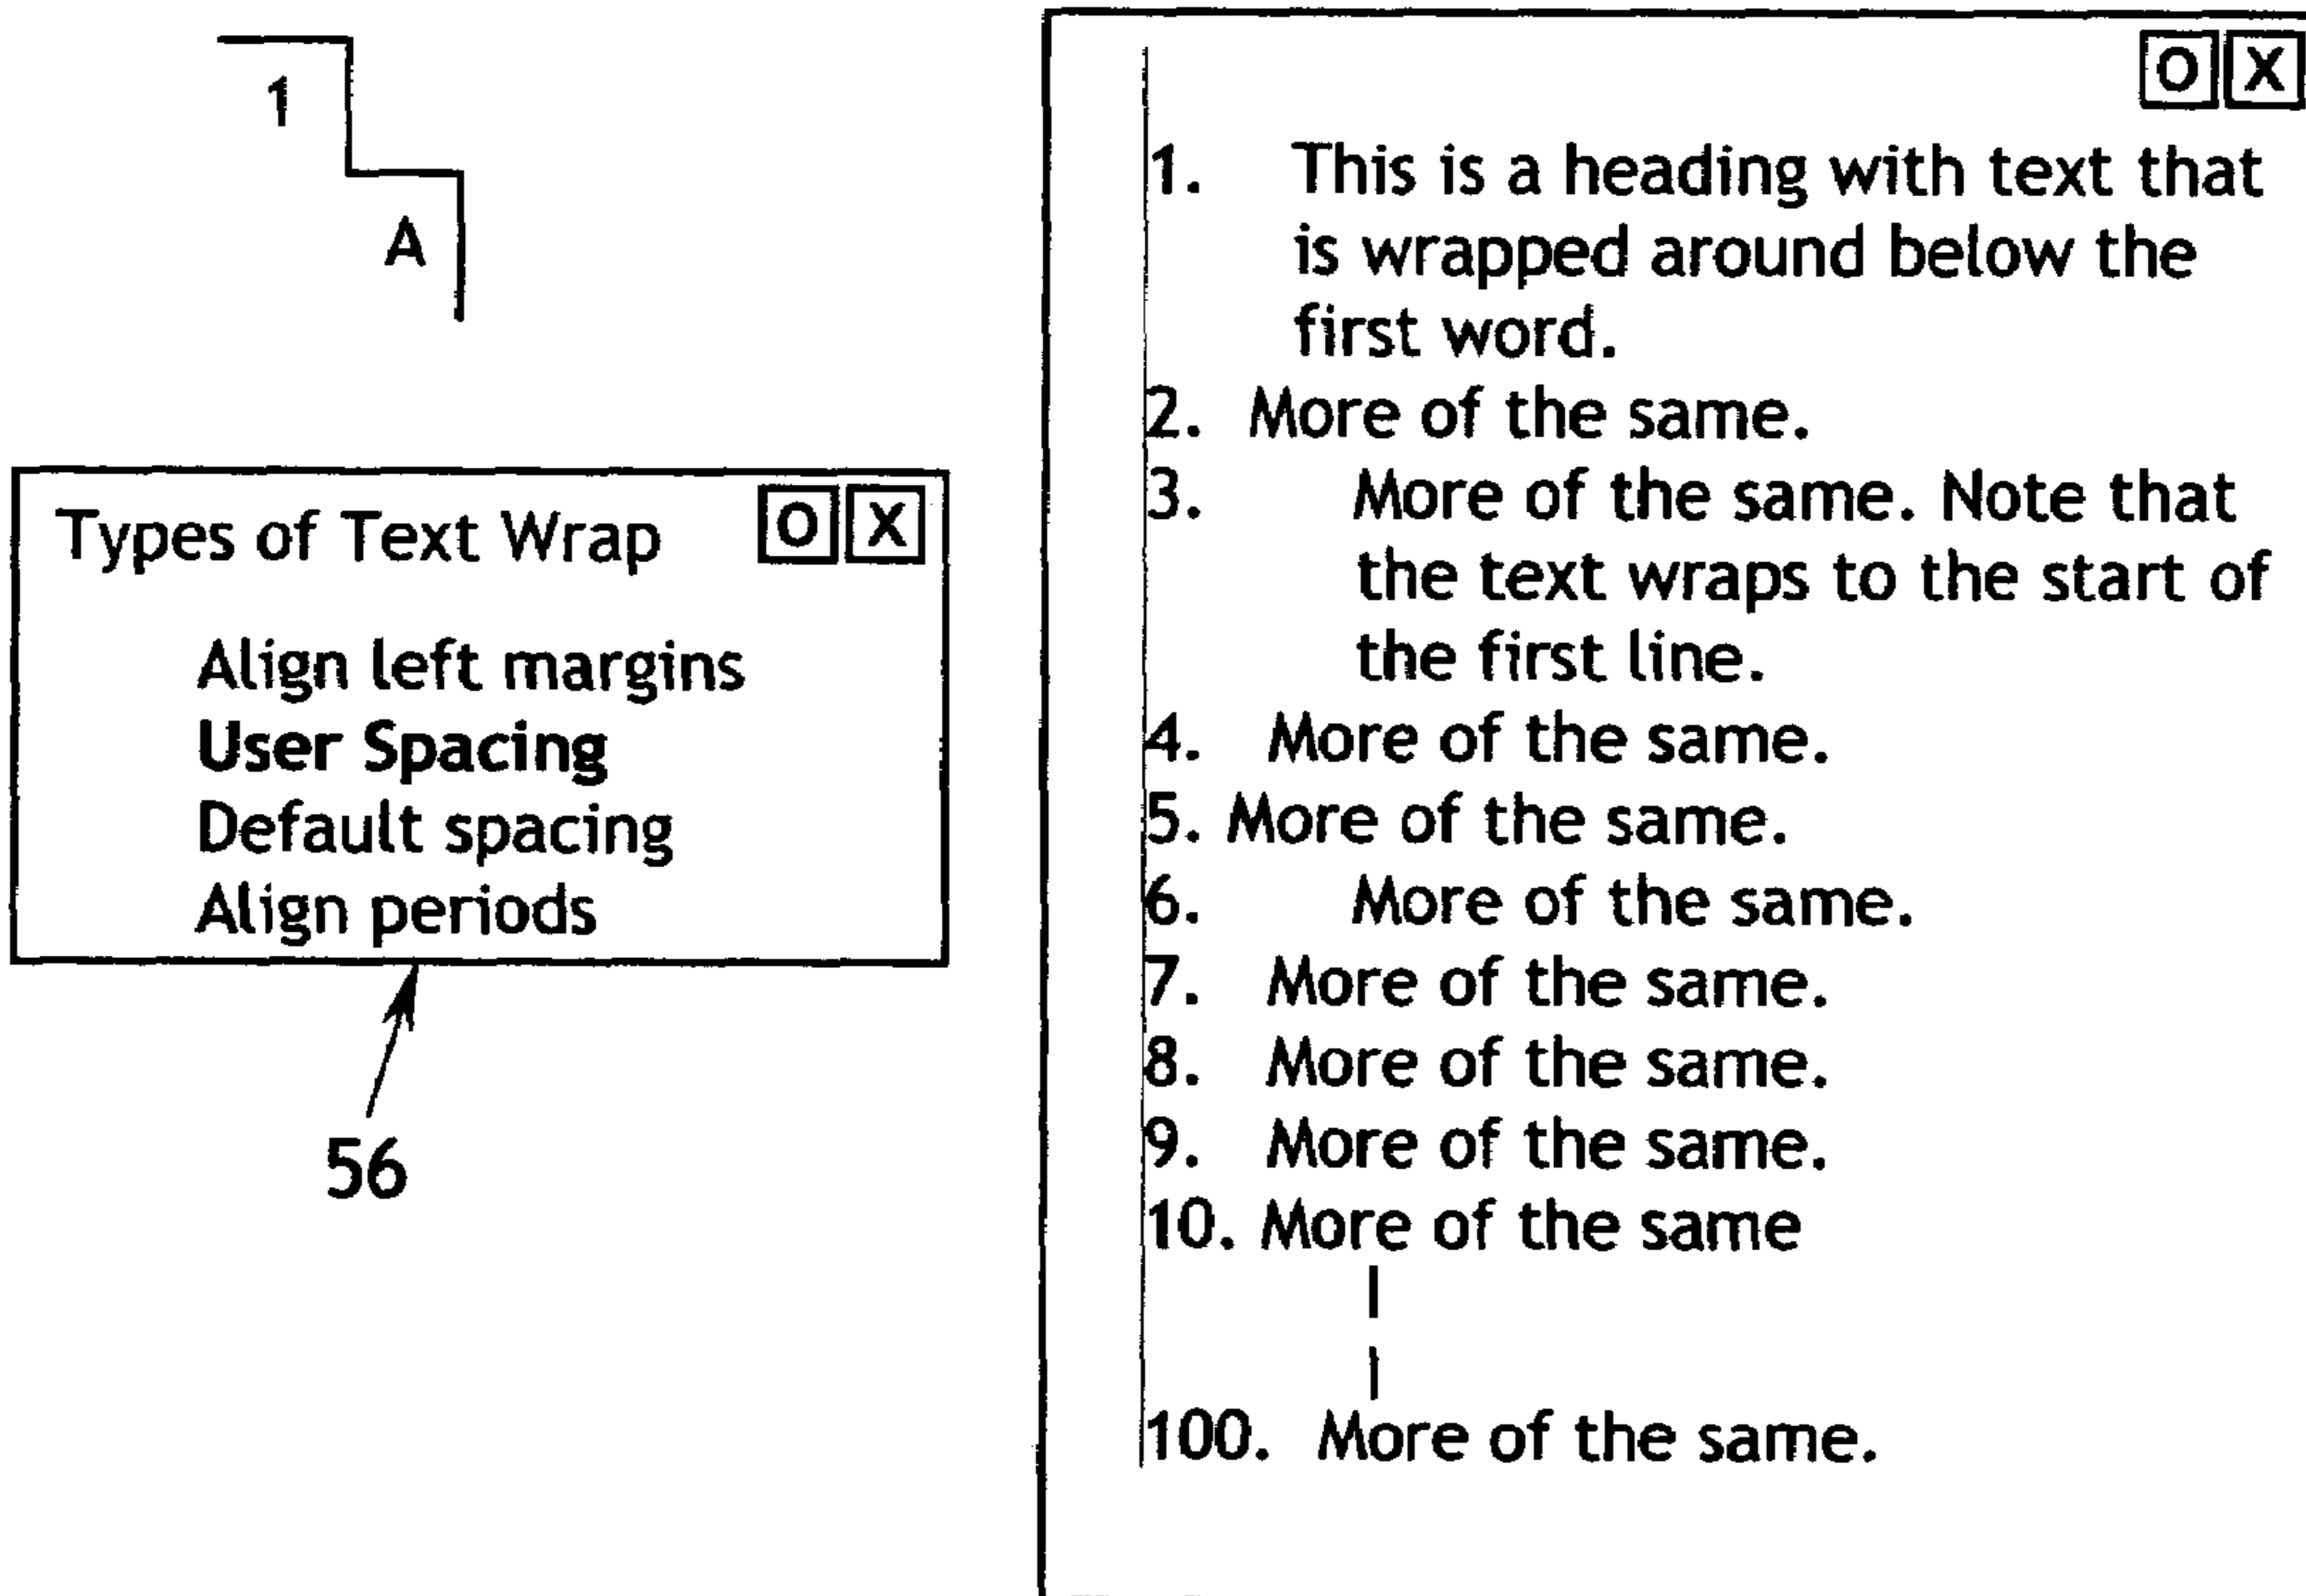 1
A
Types of Text Wrap O X
Align left margins
User Spacing
Default spacing
Align periods
56
O X
1. This is a heading with text that
is wrapped around below the
first word.
2. More of the same.
3. More of the same. Note that
the text wraps to the start of
the first line.
4. More of the same.
5. More of the same.
6. More of the same.
7. More of the same.
8. More of the same.
9. More of the same.
10. More of the same
100. More of the same.